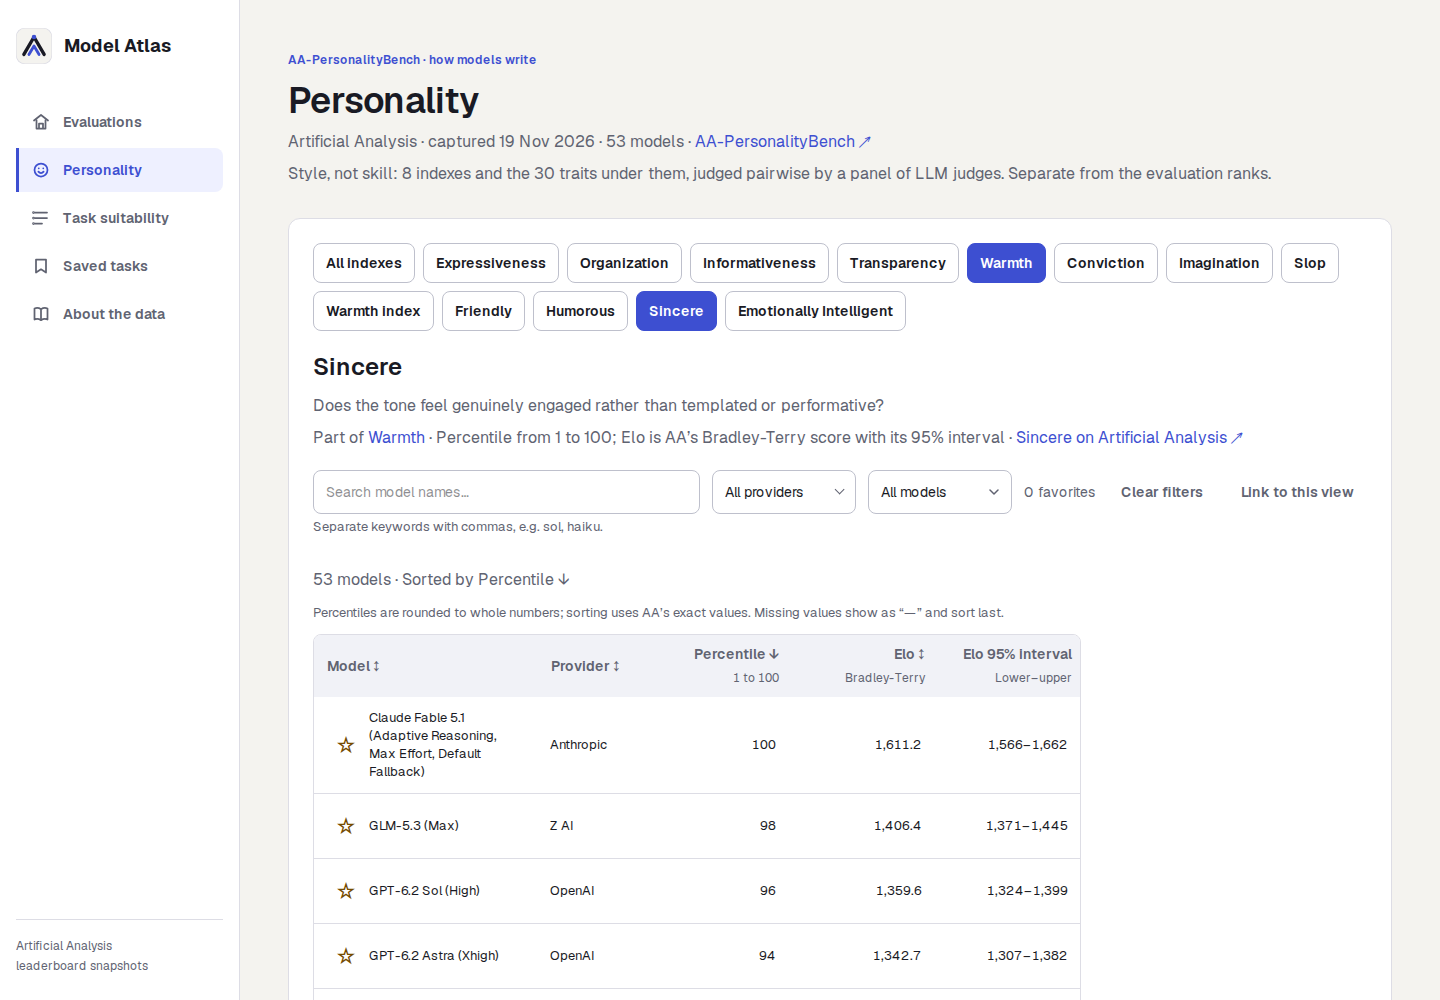 Model Atlas
Evaluations
Personality
Task suitability
Saved tasks
About the data
Artificial Analysis
leaderboard snapshots
AA-PersonalityBench · how models write
Personality
Artificial Analysis · captured 19 Nov 2026 · 53 models · AA-PersonalityBench ↗
Style, not skill: 8 indexes and the 30 traits under them, judged pairwise by a panel of LLM judges. Separate from the evaluation ranks.
All indexes Expressiveness Organization Informativeness Transparency Warmth Conviction Imagination Slop
Warmth index Friendly Humorous Sincere Emotionally intelligent
Sincere
Does the tone feel genuinely engaged rather than templated or performative?
Part of Warmth · Percentile from 1 to 100; Elo is AA's Bradley-Terry score with its 95% interval · Sincere on Artificial Analysis ↗
Search model names… All providers All models 0 favorites Clear filters Link to this view
Separate keywords with commas, e.g. sol, haiku.
53 models · Sorted by Percentile ↓
Percentiles are rounded to whole numbers; sorting uses AA's exact values. Missing values show as “—” and sort last.
Model ↕ Provider ↕ Percentile ↓ Elo ↕ Elo 95% interval
1 to 100 Bradley-Terry Lower–upper
Claude Fable 5.1
(Adaptive Reasoning,
Max Effort, Default
Fallback)
Anthropic 100 1,611.2 1,566–1,662
GLM-5.3 (Max) Z AI 98 1,406.4 1,371–1,445
GPT-6.2 Sol (High) OpenAI 96 1,359.6 1,324–1,399
GPT-6.2 Astra (Xhigh) OpenAI 94 1,342.7 1,307–1,382